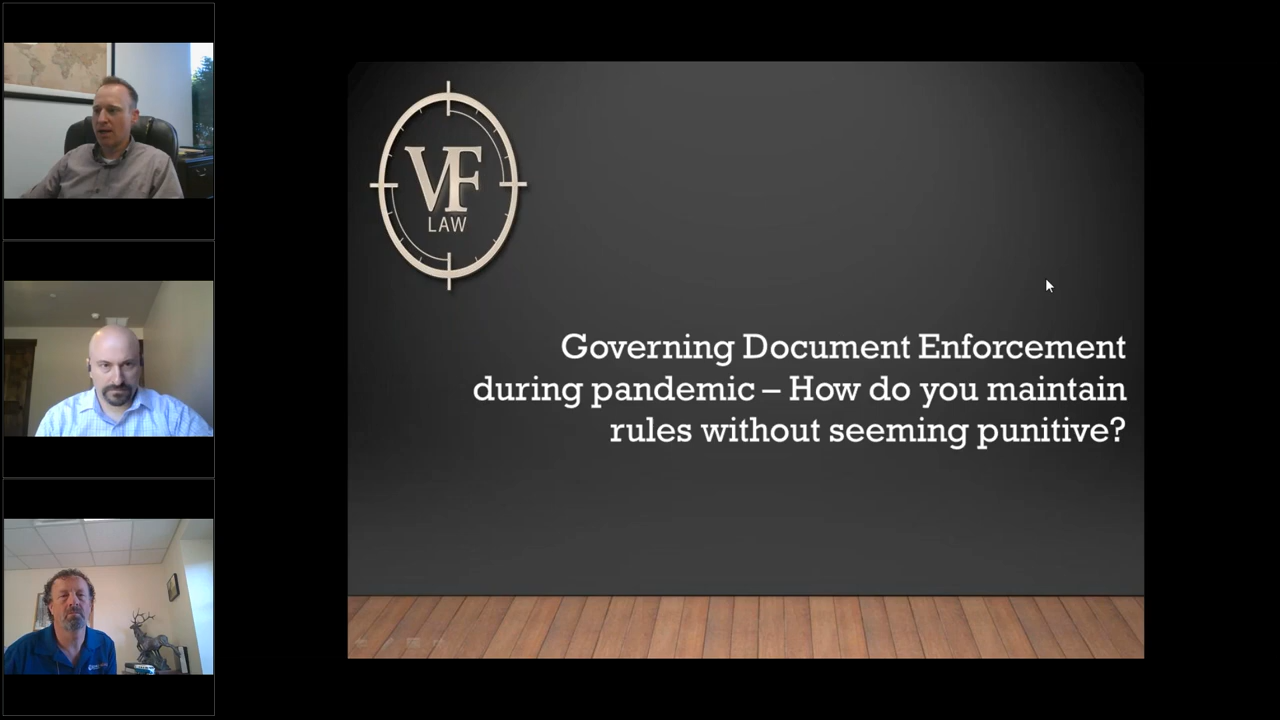 VF
LAW
Governing Document Enforcement
during pandemic – How do you maintain
rules without seeming punitive?